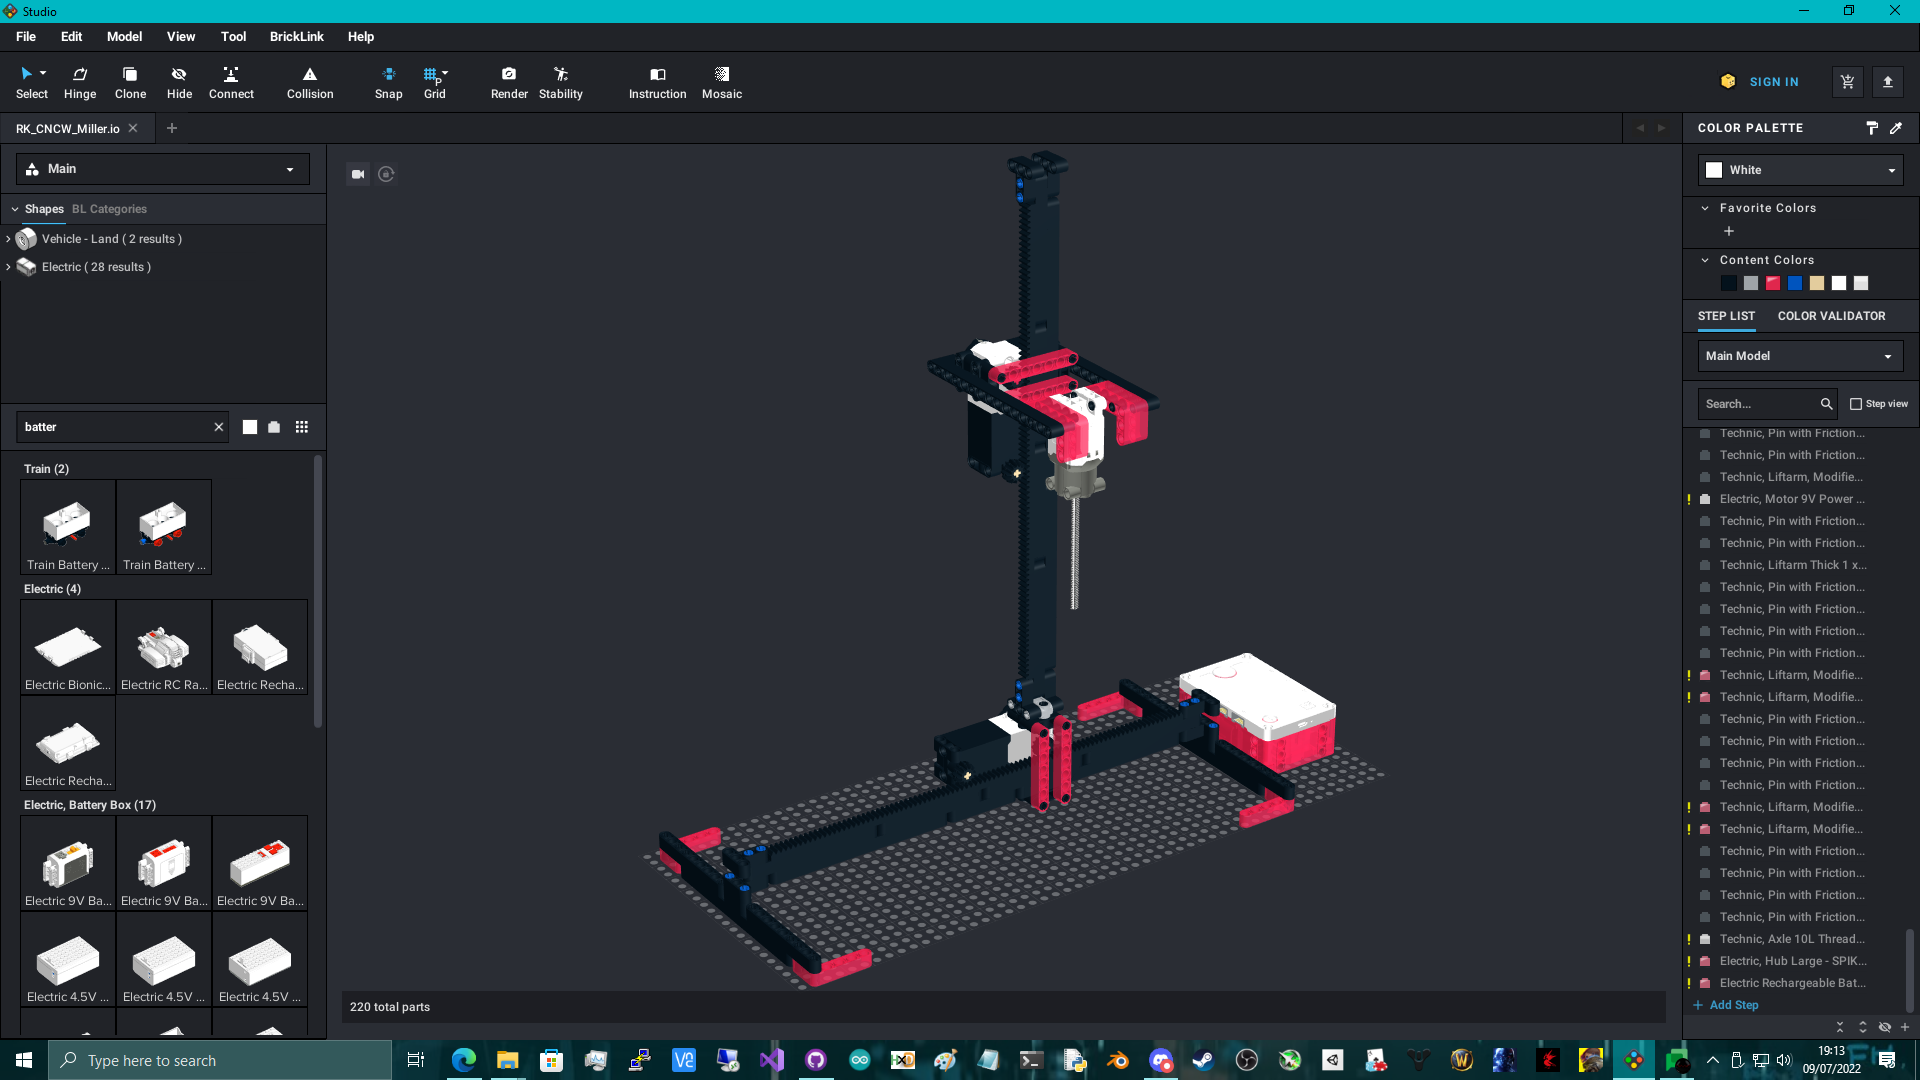 Studio
File Edit Model View Tool BrickLink Help
Select Hinge Clone Hide Connect Collision Snap Grid Render Stability Instruction Mosaic SIGN IN
P
RK_CNCW_Miller.io
COLOR PALETTE
Main
White
Shapes BL Categories
Favorite Colors
Vehicle - Land ( 2 results )
Electric ( 28 results )
Content Colors
STEP LIST COLOR VALIDATOR
Main Model
Search... Step view
batter
Train (2)
Train Battery ... Train Battery ...
Electric (4)
Electric Bionic... Electric RC Ra... Electric Recha...
Electric Recha...
Electric, Battery Box (17)
Electric 9V Ba... Electric 9V Ba... Electric 9V Ba...
Electric 4.5V ... Electric 4.5V ... Electric 4.5V ...
Technic, Pin with Friction...
Technic, Pin with Friction...
Technic, Liftarm, Modifie...
! Electric, Motor 9V Power ...
Technic, Pin with Friction...
Technic, Pin with Friction...
Technic, Liftarm Thick 1 x...
Technic, Pin with Friction...
Technic, Pin with Friction...
Technic, Pin with Friction...
Technic, Pin with Friction...
! Technic, Liftarm, Modifie...
! Technic, Liftarm, Modifie...
Technic, Pin with Friction...
Technic, Pin with Friction...
Technic, Pin with Friction...
Technic, Pin with Friction...
! Technic, Liftarm, Modifie...
! Technic, Liftarm, Modifie...
Technic, Pin with Friction...
Technic, Pin with Friction...
Technic, Pin with Friction...
Technic, Pin with Friction...
! Technic, Axle 10L Thread...
! Electric, Hub Large - SPIK...
! Electric Rechargeable Bat...
Add Step
220 total parts
Type here to search
19:13
09/07/2022